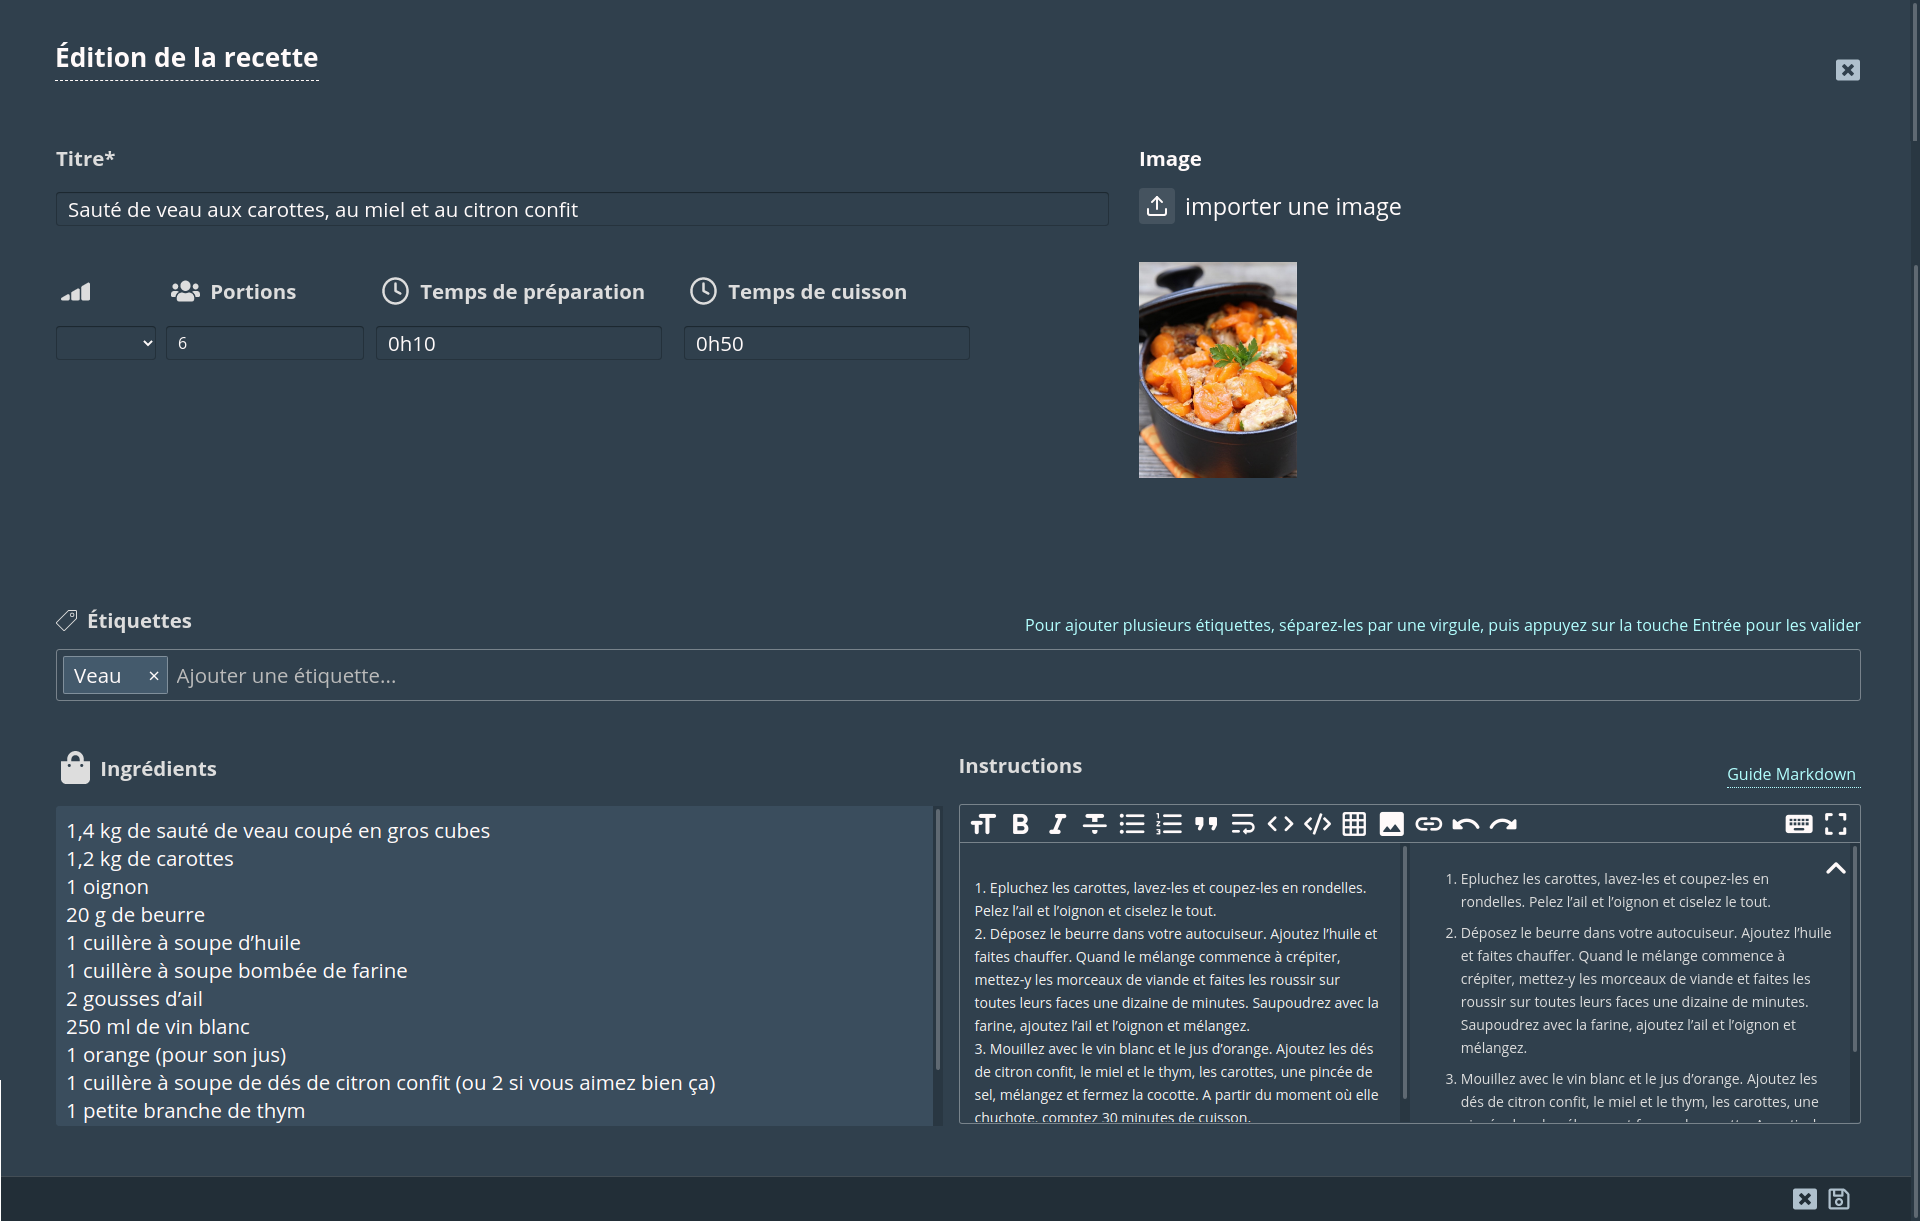 Édition de la recette
Titre*
Sauté de veau aux carottes, au miel et au citron confit
Image
importer une image
Portions
Temps de préparation
Temps de cuisson
6
0h10
0h50
Étiquettes
Pour ajouter plusieurs étiquettes, séparez-les par une virgule, puis appuyez sur la touche Entrée pour les valider
Veau ×
Ajouter une étiquette...
Ingrédients
1,4 kg de sauté de veau coupé en gros cubes
1,2 kg de carottes
1 oignon
20 g de beurre
1 cuillère à soupe d’huile
1 cuillère à soupe bombée de farine
2 gousses d’ail
250 ml de vin blanc
1 orange (pour son jus)
1 cuillère à soupe de dés de citron confit (ou 2 si vous aimez bien ça)
1 petite branche de thym
Instructions
Guide Markdown
1. Epluchez les carottes, lavez-les et coupez-les en rondelles.
Pelez l’ail et l’oignon et ciselez le tout.
2. Déposez le beurre dans votre autocuiseur. Ajoutez l’huile et
faites chauffer. Quand le mélange commence à crépiter,
mettez-y les morceaux de viande et faites les roussir sur
toutes leurs faces une dizaine de minutes. Saupoudrez avec la
farine, ajoutez l’ail et l’oignon et mélangez.
3. Mouillez avec le vin blanc et le jus d’orange. Ajoutez les dés
de citron confit, le miel et le thym, les carottes, une pincée de
sel, mélangez et fermez la cocotte. A partir du moment où elle
chuchote, comptez 30 minutes de cuisson.
1. Epluchez les carottes, lavez-les et coupez-les en
rondelles. Pelez l’ail et l’oignon et ciselez le tout.
2. Déposez le beurre dans votre autocuiseur. Ajoutez l’huile
et faites chauffer. Quand le mélange commence à
crépiter, mettez-y les morceaux de viande et faites les
roussir sur toutes leurs faces une dizaine de minutes.
Saupoudrez avec la farine, ajoutez l’ail et l’oignon et
mélangez.
3. Mouillez avec le vin blanc et le jus d’orange. Ajoutez les
dés de citron confit, le miel et le thym, les carottes, une